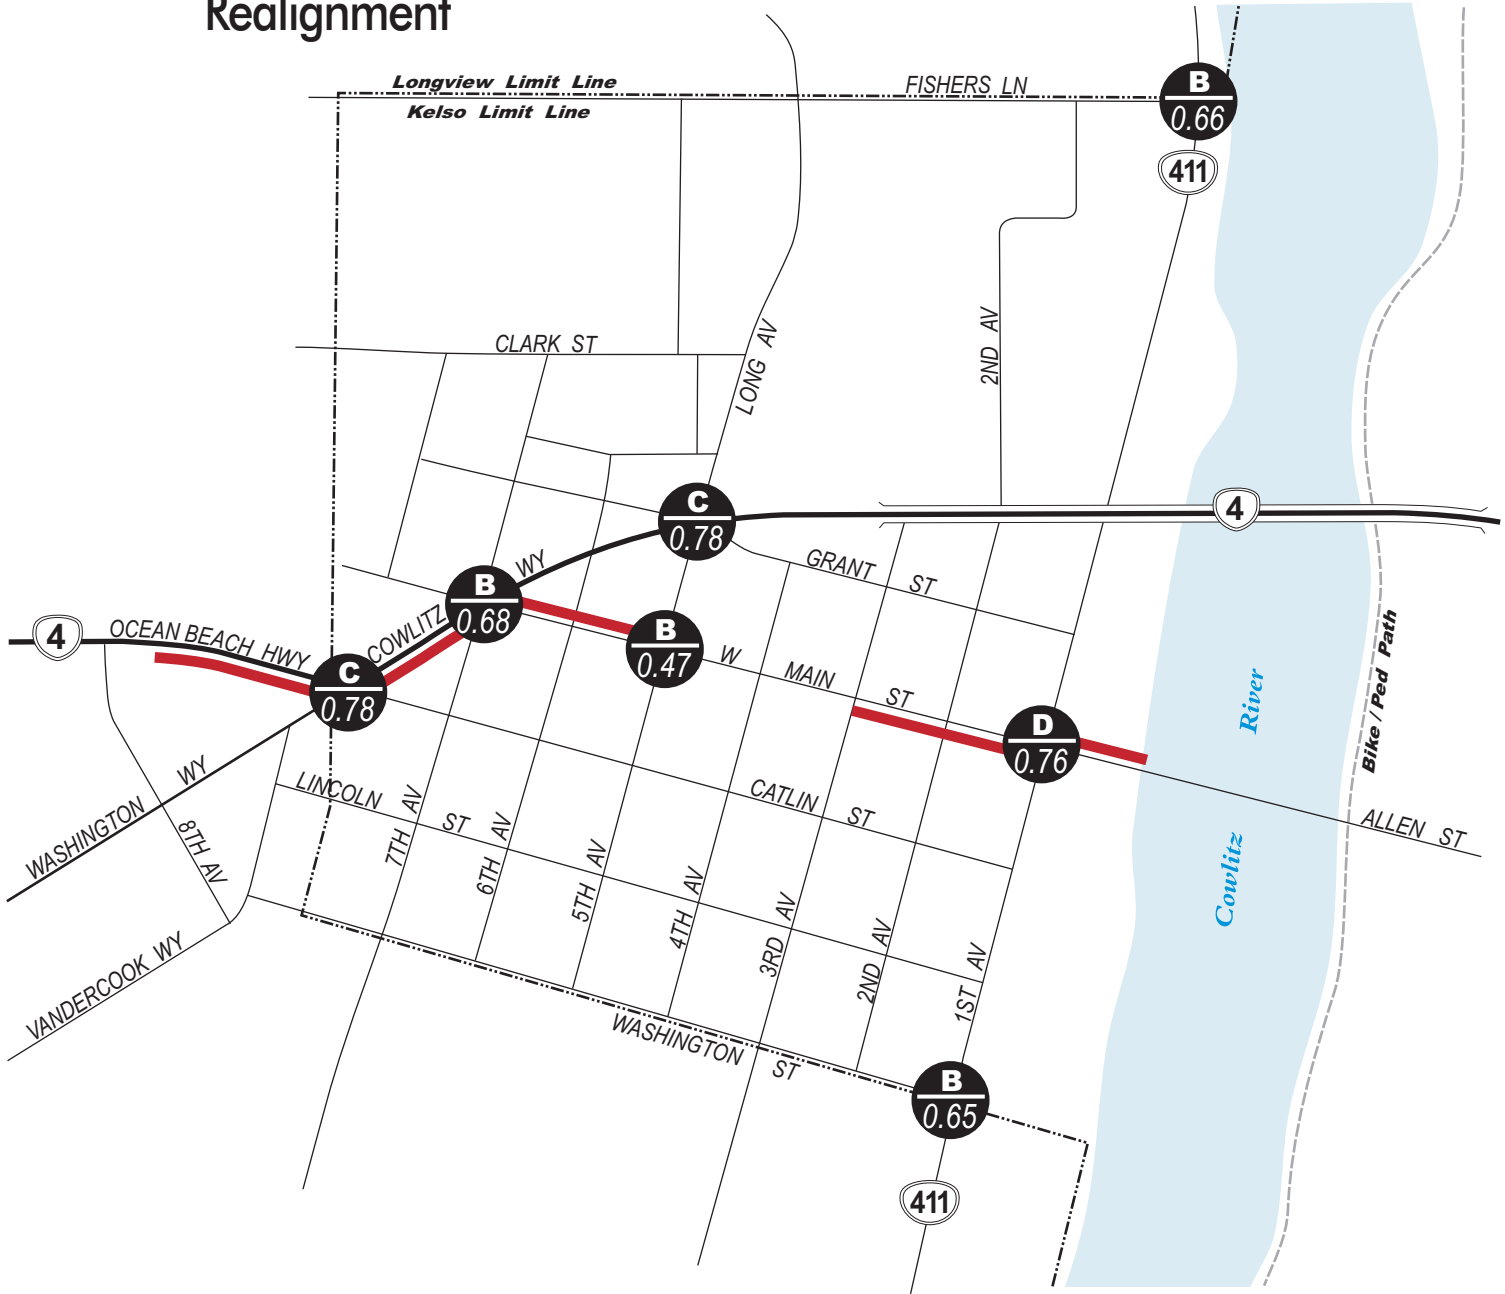 Realignment
Longview Limit Line
Kelso Limit Line
FISHERS LN
B
0.66
411
CLARK ST
LONG AV
2ND AV
C
0.78
4
WY
GRANT ST
B
0.68
COWLITZ
4
OCEAN BEACH HWY
B
0.47
W MAIN ST
C
0.78
D
0.76
River
Bike / Ped Path
WASHINGTON WY
8TH AV
LINCOLN ST
7TH AV
6TH AV
5TH AV
4TH AV
3RD AV
2ND AV
1ST AV
CATLIN ST
ALLEN ST
Cowlitz
VANDERCOOK WY
WASHINGTON ST
B
0.65
411